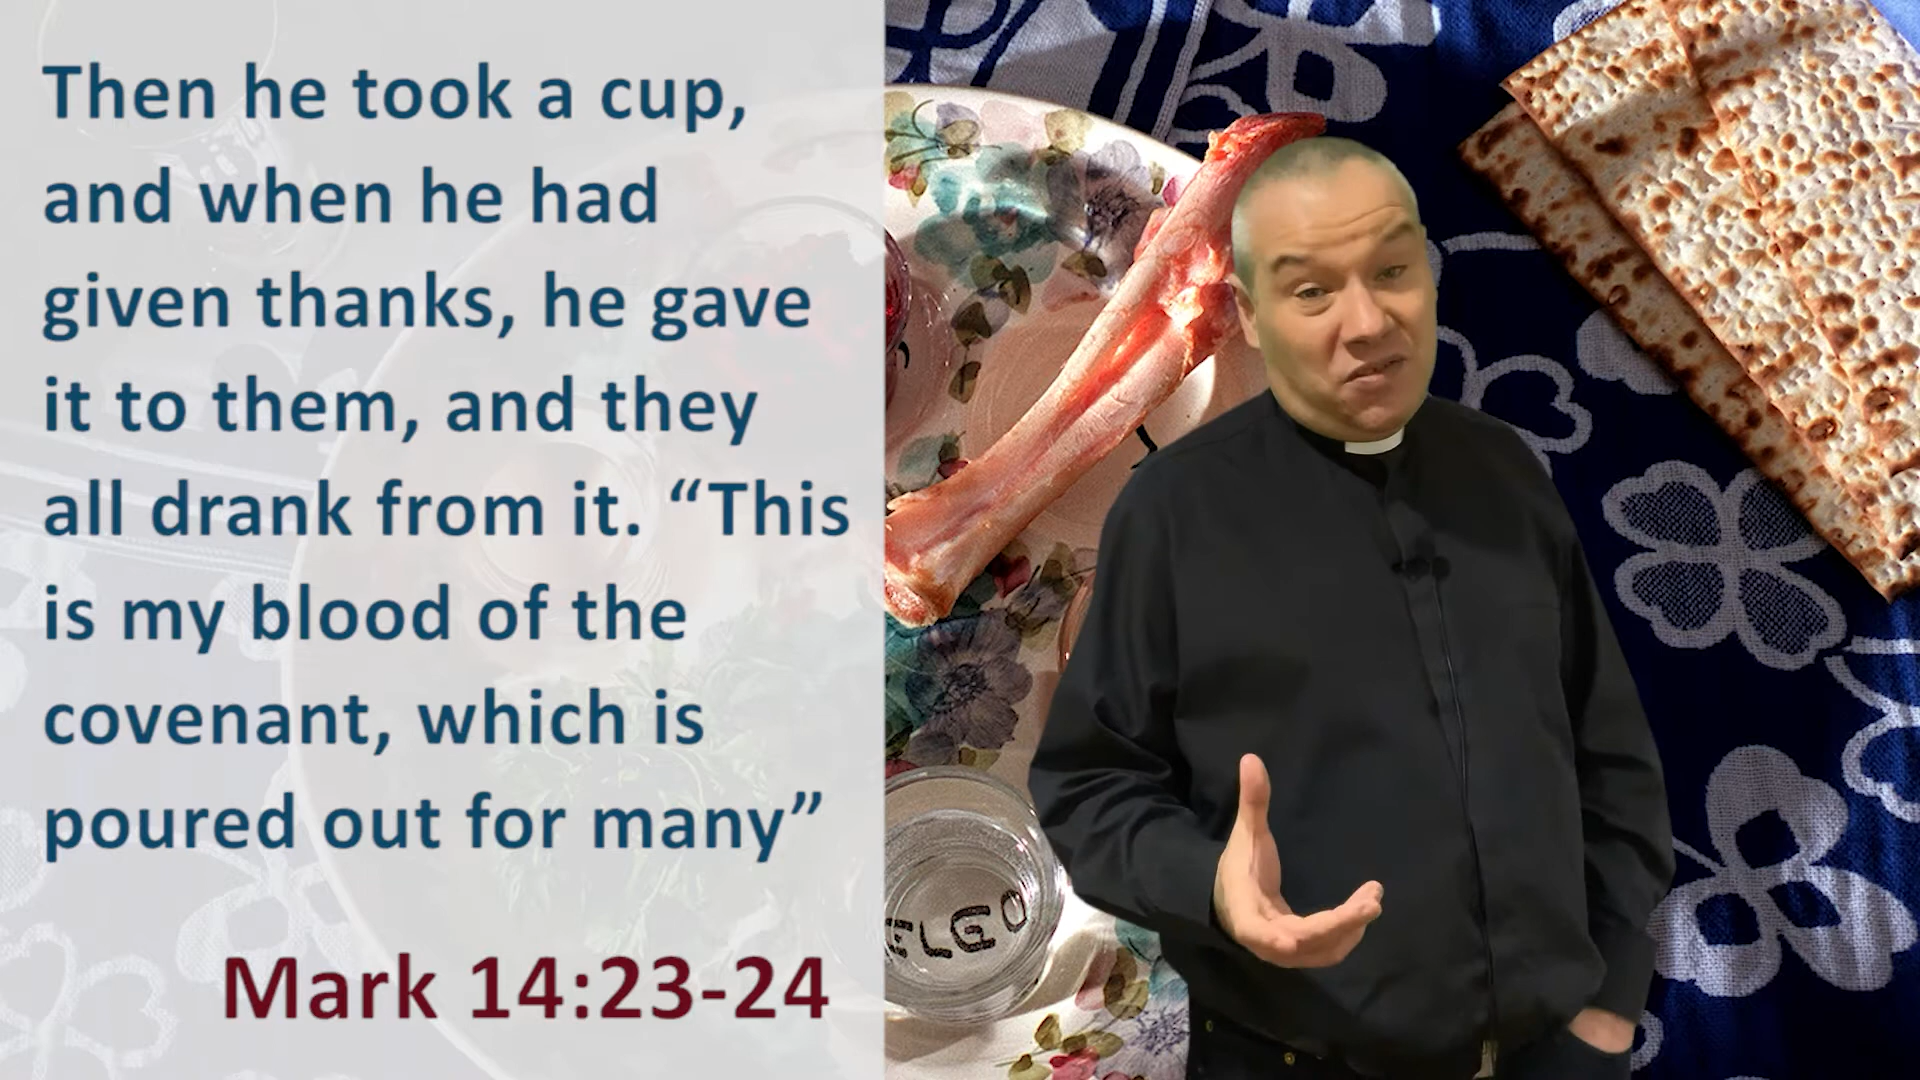 Then he took a cup,
and when he had
given thanks, he gave
it to them, and they
all drank from it. “This
is my blood of the
covenant, which is
poured out for many”
Mark 14:23-24